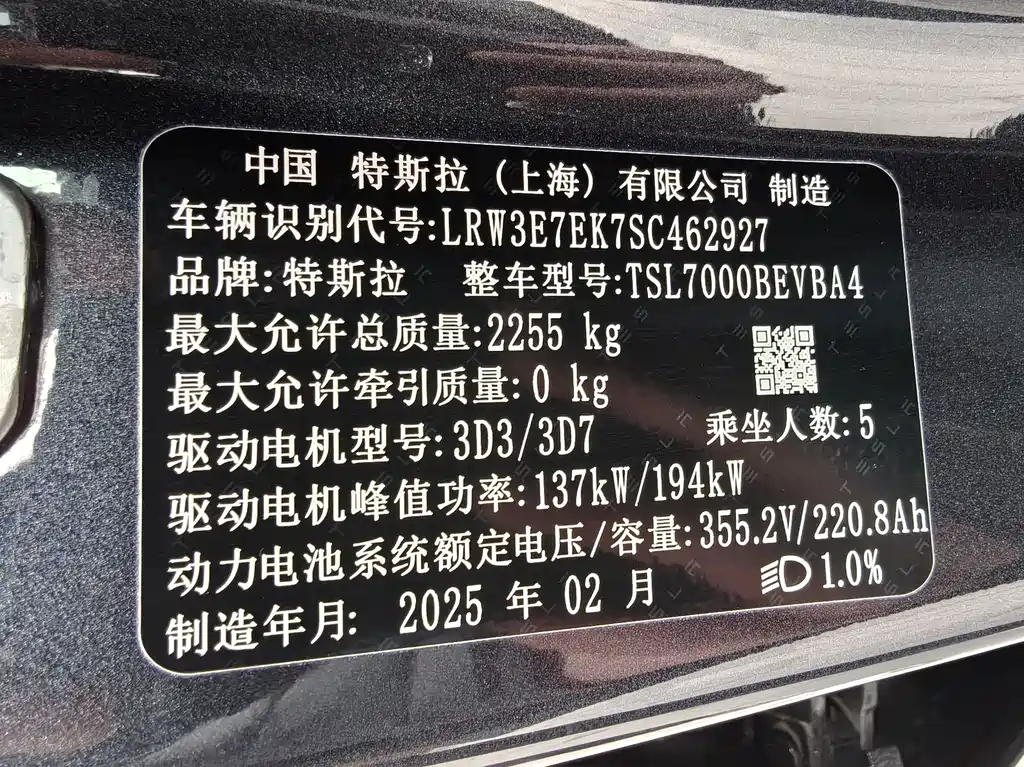 中国 特斯拉（上海）有限公司 制造
车辆识别代号:LRW3E7EK7SC462927
品牌:特斯拉 整车型号:TSL7000BEVBA4
最大允许总质量:2255 kg
最大允许牵引质量:0 kg
驱动电机型号:3D3/3D7 乘坐人数:5
驱动电机峰值功率:137kW/194kW
动力电池系统额定电压/容量:355.2V/220.8Ah
制造年月: 2025 年 02 月 1.0%